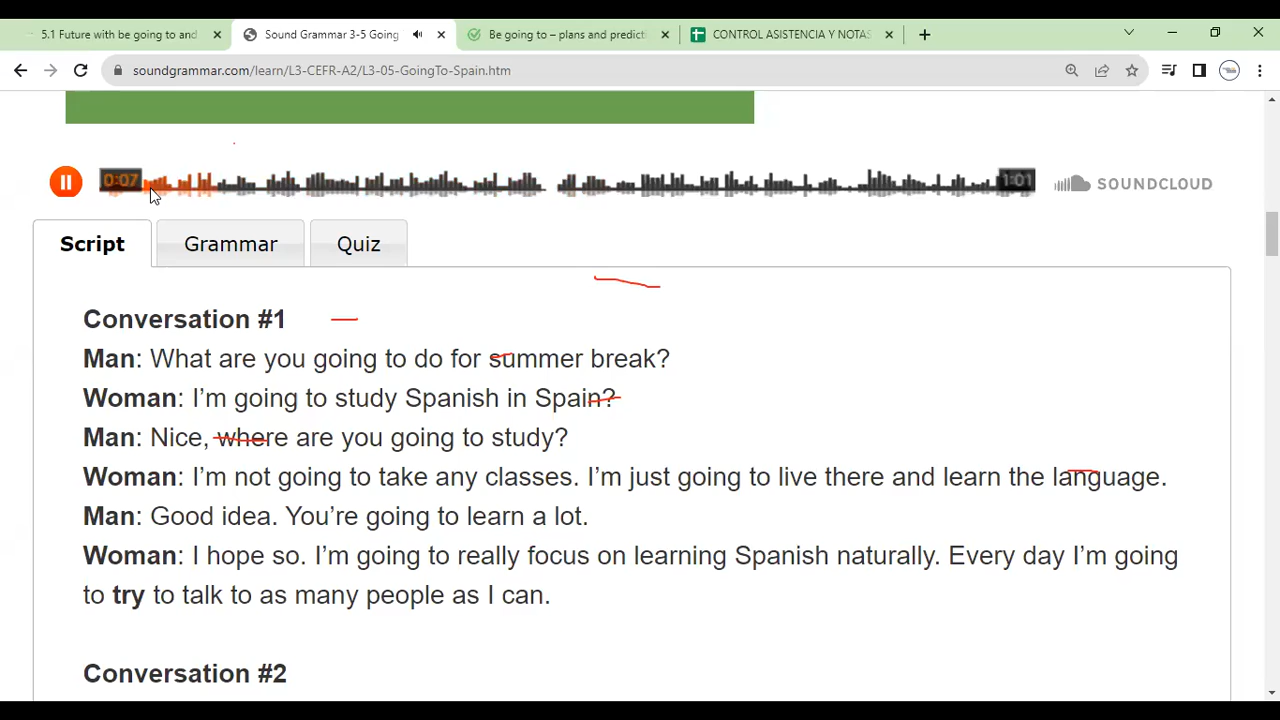 5.1 Future with be going to and
Sound Grammar 3-5 Going
Be going to – plans and predicti
CONTROL ASISTENCIA Y NOTAS
soundgrammar.com/learn/L3-CEFR-A2/L3-05-GoingTo-Spain.htm
0:07
1:01
SOUNDCLOUD
Script
Grammar
Quiz
Conversation #1
Man: What are you going to do for summer break?
Woman: I’m going to study Spanish in Spain?
Man: Nice, where are you going to study?
Woman: I’m not going to take any classes. I’m just going to live there and learn the language.
Man: Good idea. You’re going to learn a lot.
Woman: I hope so. I’m going to really focus on learning Spanish naturally. Every day I’m going
to try to talk to as many people as I can.
Conversation #2